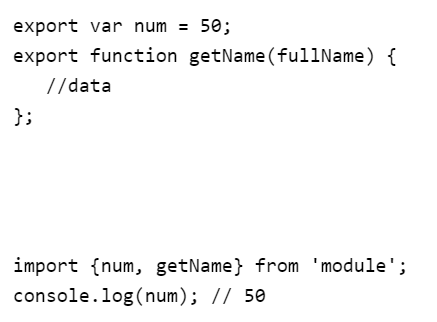 export var num = 50;
export function getName(fullName) {
   //data
};
import {num, getName} from 'module';
console.log(num); // 50